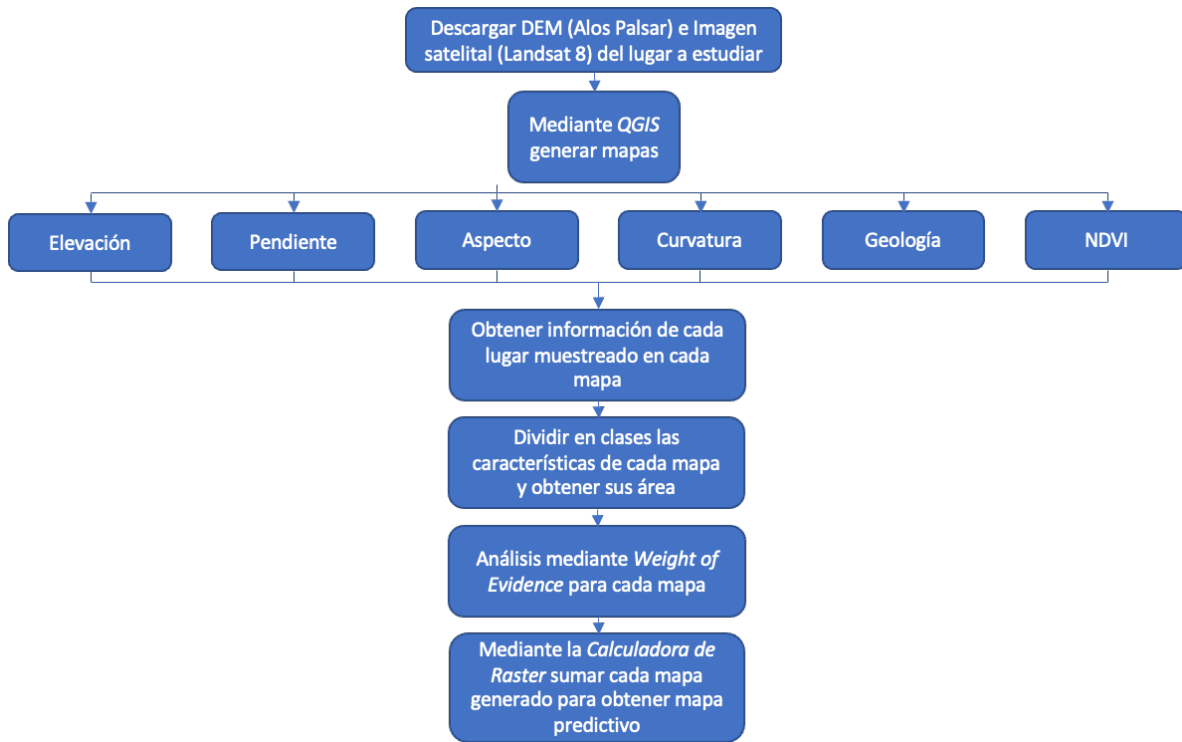 Descargar DEM (Alos Palsar) e Imagen
satelital (Landsat 8) del lugar a estudiar
Mediante QGIS
generar mapas
Elevación
Pendiente
Aspecto
Curvatura
Geología
NDVI
Obtener información de cada
lugar muestreado en cada
mapa
Dividir en clases las
características de cada mapa
y obtener sus área
Análisis mediante Weight of
Evidence para cada mapa
Mediante la Calculadora de
Raster sumar cada mapa
generado para obtener mapa
predictivo